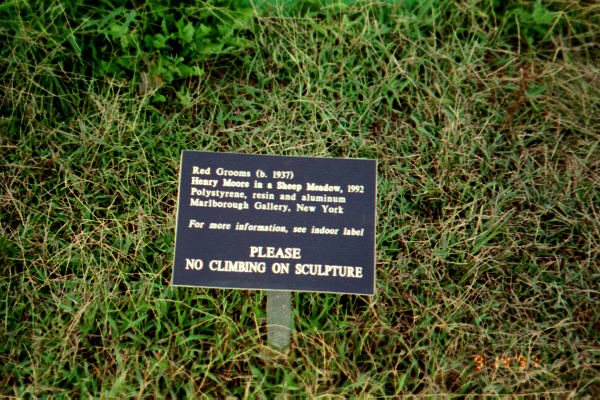 Red Grooms (b. 1937)
Henry Moore in a Sheep Meadow, 1992
Polystyrene, resin and aluminum
Marlborough Gallery, New York
For more information, see indoor label
PLEASE
NO CLIMBING ON SCULPTURE